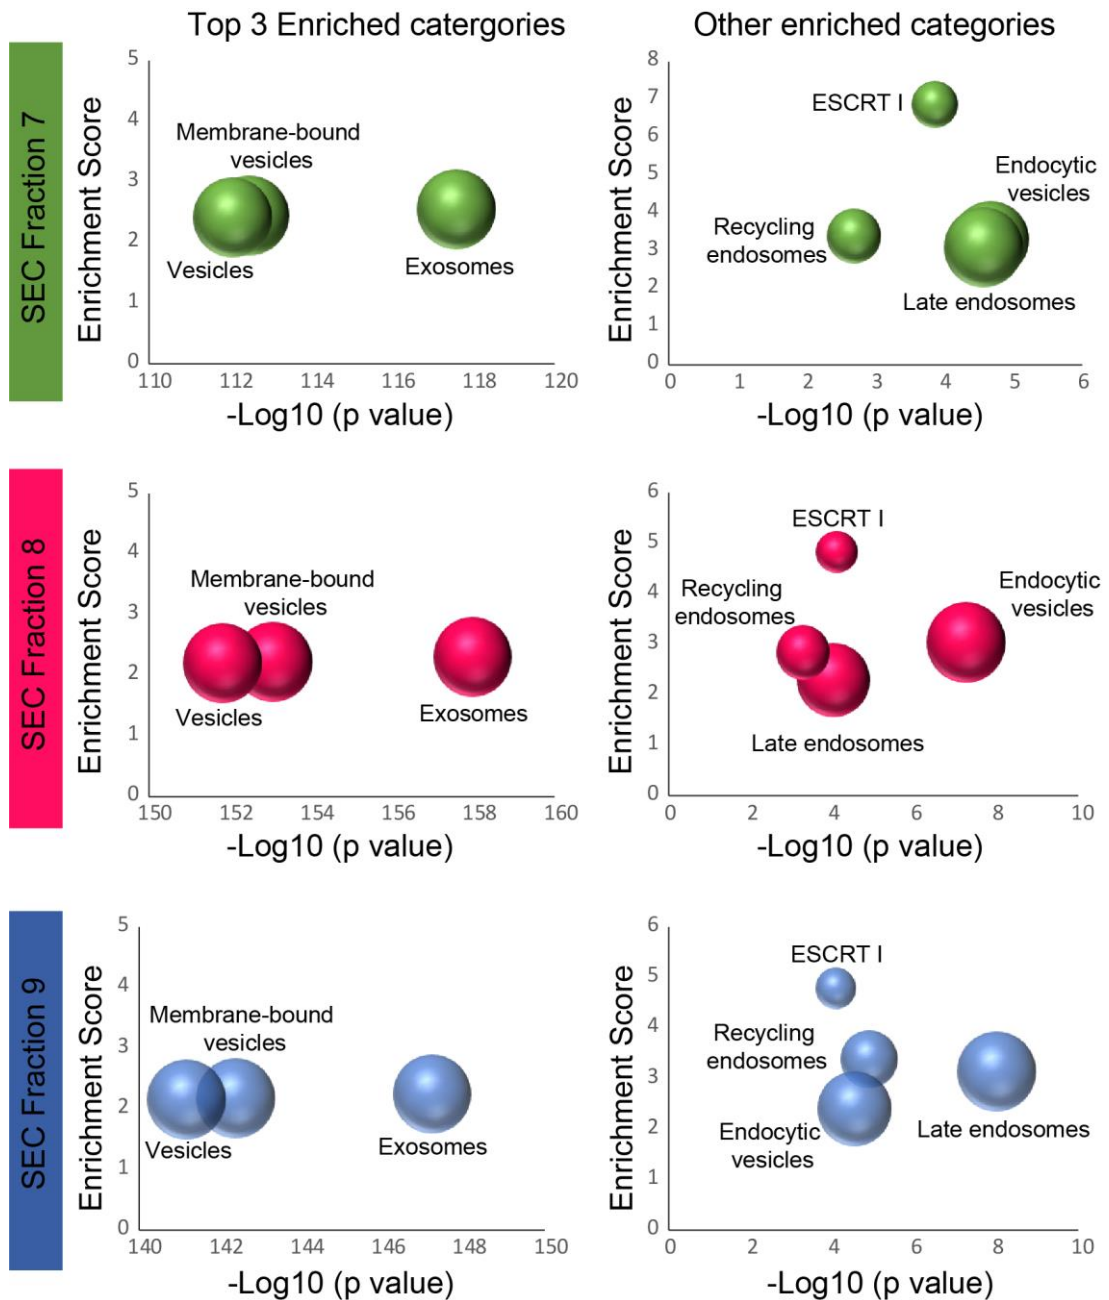 Top 3 Enriched catergories
Other enriched categories
SEC Fraction 7
Enrichment Score
5
4
3
2
1
0
Membrane-bound
vesicles
Vesicles
Exosomes
110 112 114 116 118 120
-Log10 (p value)
Enrichment Score
8
7
6
5
4
3
2
1
0
ESCRT I
Endocytic
vesicles
Recycling
endosomes
Late endosomes
0 1 2 3 4 5 6
-Log10 (p value)
SEC Fraction 8
Enrichment Score
5
4
3
2
1
0
Membrane-bound
vesicles
Vesicles
Exosomes
150 152 154 156 158 160
-Log10 (p value)
Enrichment Score
6
5
4
3
2
1
0
ESCRT I
Recycling
endosomes
Endocytic
vesicles
Late endosomes
0 2 4 6 8 10
-Log10 (p value)
SEC Fraction 9
Enrichment Score
5
4
3
2
1
0
Membrane-bound
vesicles
Vesicles
Exosomes
140 142 144 146 148 150
-Log10 (p value)
Enrichment Score
6
5
4
3
2
1
0
ESCRT I
Recycling
endosomes
Endocytic
vesicles
Late endosomes
0 2 4 6 8 10
-Log10 (p value)